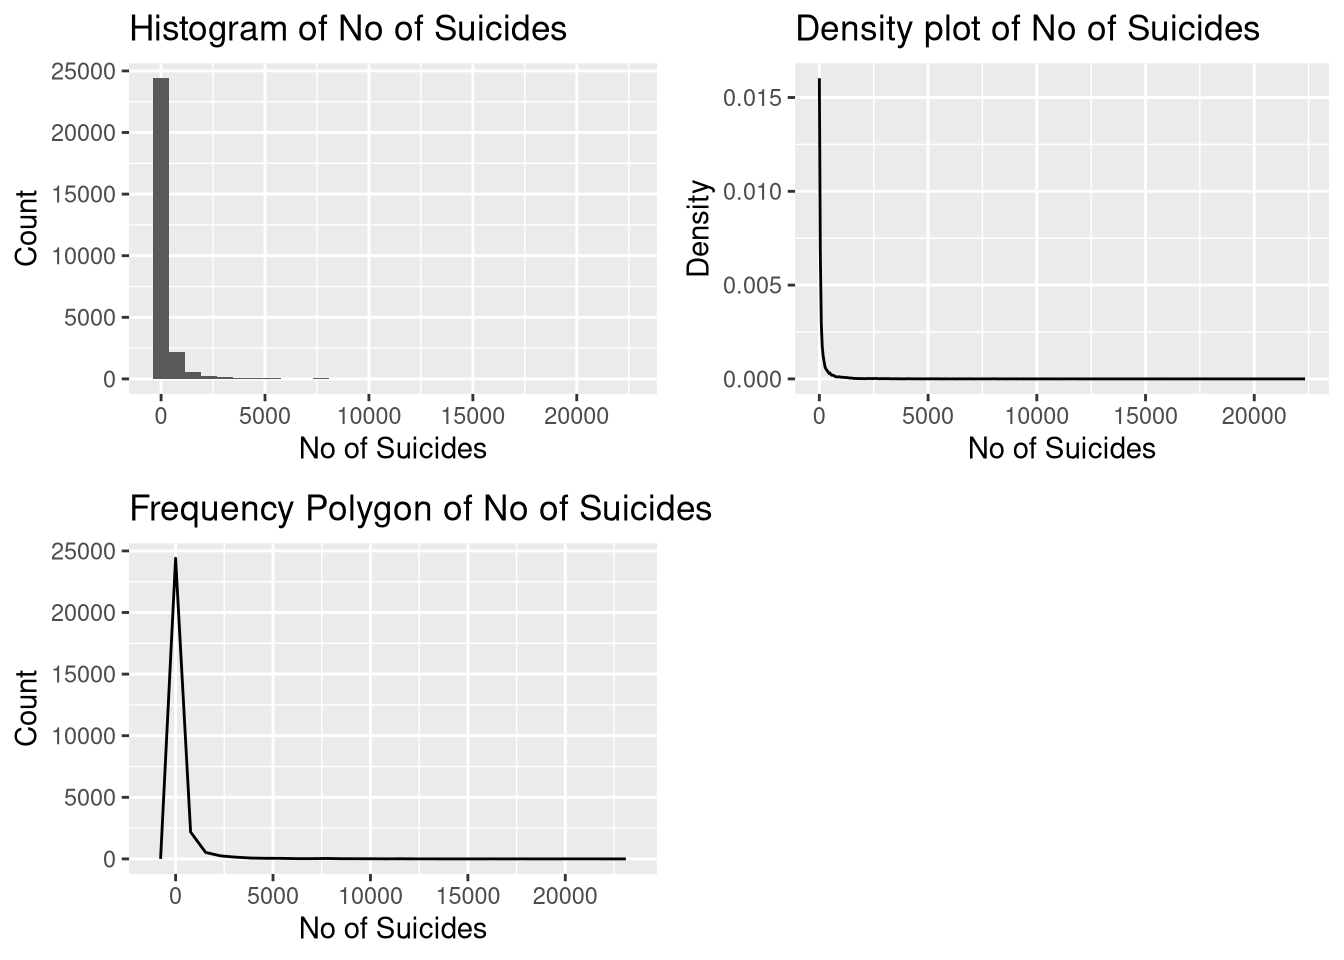 Histogram of No of Suicides
25000
20000
15000
10000
5000
0
Count
0 5000 10000 15000 20000
No of Suicides
Density plot of No of Suicides
0.015
0.010
0.005
0.000
Density
0 5000 10000 15000 20000
No of Suicides
Frequency Polygon of No of Suicides
25000
20000
15000
10000
5000
0
Count
0 5000 10000 15000 20000
No of Suicides